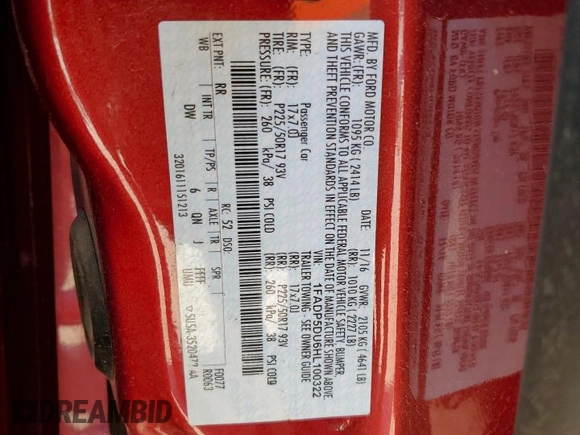 MFD. BY FORD MOTOR CO.
DATE: 11/16 GVWR: 2105 KG ( 4641 LB)
GAWR: (FR): 1095 KG ( 2414 LB) (RR): 1010 KG ( 2227 LB)
THIS VEHICLE CONFORMS TO ALL APPLICABLE FEDERAL MOTOR VEHICLE SAFETY, BUMPER,
AND THEFT PREVENTION STANDARDS IN EFFECT ON THE DATE OF MANUFACTURE SHOWN ABOVE.
VIN: 1FADP5DU6HL100322
TYPE: Passenger Car TRAILER TOWING - See Owner Guide
RIM: (FR): 17x7.0J (RR): 17x7.0J
TIRE (FR): P225/50R17 93V (RR): P225/50R17 93V
PRESSURE: (FR): 260 kPa/ 38 PSI COLD (RR): 260 kPa/ 38 PSI COLD
EXT PNT: RR RC: 52 DSO: F0077
WB INT TR TP/PS R AXLE TR SPR R0063
DW 6 QN J FFFF UMU
3201611151213
DREAMBID